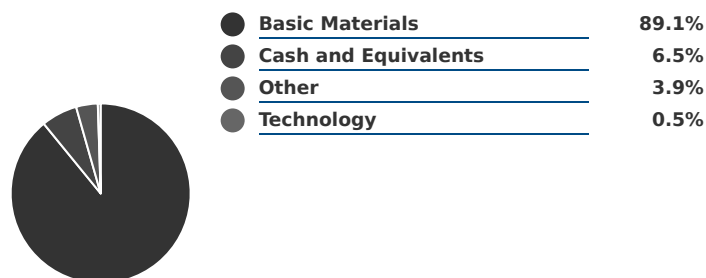 Basic Materials 89.1%
Cash and Equivalents 6.5%
Other 3.9%
Technology 0.5%